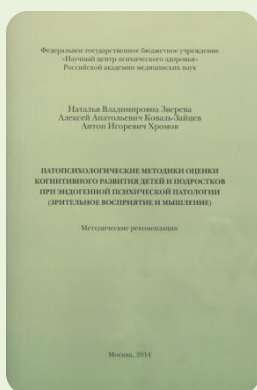 Федеральное государственное бюджетное учреждение
«Научный центр психического здоровья»
Российской академии медицинских наук
Наталья Владимировна Зверева
Алексей Анатольевич Коваль-Зайцев
Антон Игоревич Хромов
ПАТОПСИХОЛОГИЧЕСКИЕ МЕТОДИКИ ОЦЕНКИ
КОГНИТИВНОГО РАЗВИТИЯ ДЕТЕЙ И ПОДРОСТКОВ
ПРИ ЭНДОГЕННОЙ ПСИХИЧЕСКОЙ ПАТОЛОГИИ
(ЗРИТЕЛЬНОЕ ВОСПРИЯТИЕ И МЫШЛЕНИЕ)
Методические рекомендации
Москва, 2014